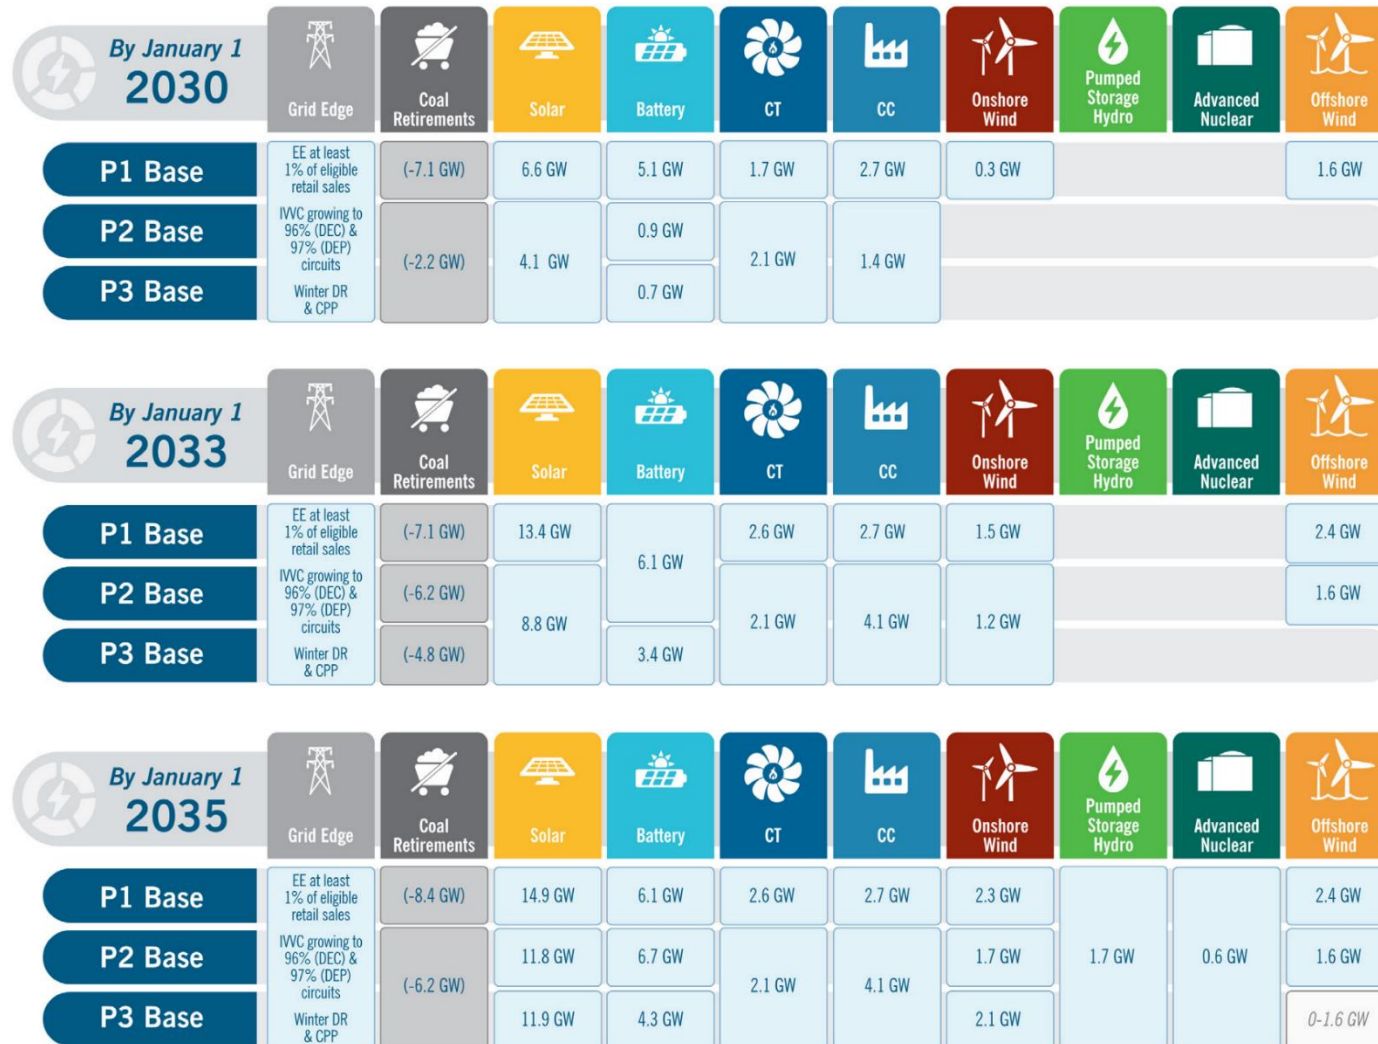 By January 1
2030
Grid Edge
Coal
Retirements
Solar
Battery
CT
CC
Onshore
Wind
Pumped
Storage
Hydro
Advanced
Nuclear
Offshore
Wind
P1 Base
P2 Base
P3 Base
EE at least
1% of eligible
retail sales
IVVC growing to
96% (DEC) &
97% (DEP)
circuits
Winter DR
& CPP
(-7.1 GW)
6.6 GW
5.1 GW
1.7 GW
2.7 GW
0.3 GW
1.6 GW
(-2.2 GW)
4.1 GW
0.9 GW
0.7 GW
2.1 GW
1.4 GW
By January 1
2033
Grid Edge
Coal
Retirements
Solar
Battery
CT
CC
Onshore
Wind
Pumped
Storage
Hydro
Advanced
Nuclear
Offshore
Wind
P1 Base
P2 Base
P3 Base
EE at least
1% of eligible
retail sales
IVVC growing to
96% (DEC) &
97% (DEP)
circuits
Winter DR
& CPP
(-7.1 GW)
13.4 GW
6.1 GW
2.6 GW
2.7 GW
1.5 GW
2.4 GW
(-6.2 GW)
8.8 GW
2.1 GW
4.1 GW
1.2 GW
1.6 GW
(-4.8 GW)
3.4 GW
By January 1
2035
Grid Edge
Coal
Retirements
Solar
Battery
CT
CC
Onshore
Wind
Pumped
Storage
Hydro
Advanced
Nuclear
Offshore
Wind
P1 Base
P2 Base
P3 Base
EE at least
1% of eligible
retail sales
IVVC growing to
96% (DEC) &
97% (DEP)
circuits
Winter DR
& CPP
(-8.4 GW)
14.9 GW
6.1 GW
2.6 GW
2.7 GW
2.3 GW
1.7 GW
0.6 GW
2.4 GW
(-6.2 GW)
11.8 GW
6.7 GW
2.1 GW
4.1 GW
1.7 GW
1.6 GW
11.9 GW
4.3 GW
2.1 GW
0-1.6 GW